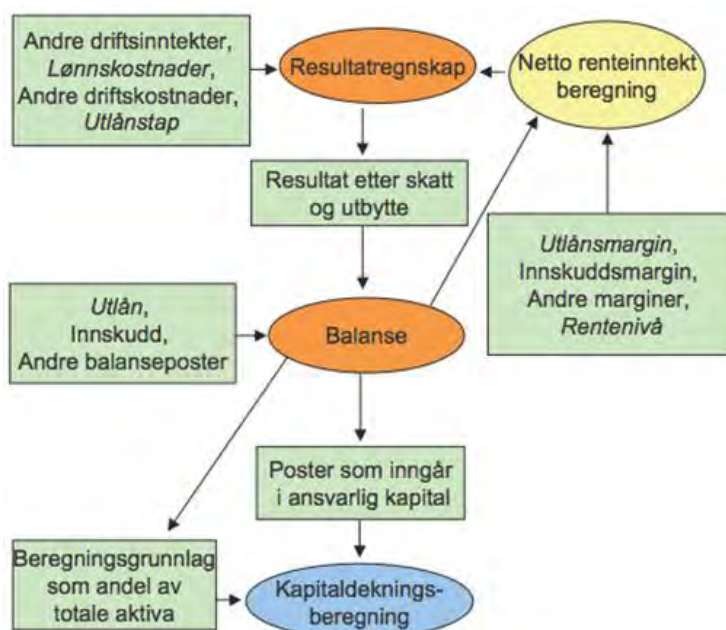 Andre driftsinntekter,
Lønnskostnader,
Andre driftskostnader,
Utlånstap
Resultatregnskap
Netto renteinntekt
beregning
Resultat etter skatt
og utbytte
Utlånsmargin,
Innskuddsmargin,
Andre marginer,
Rentenivå
Utlån,
Innskudd,
Andre balanseposter
Balanse
Poster som inngår
i ansvarlig kapital
Beregningsgrunnlag
som andel av
totale aktiva
Kapitaldeknings-
beregning